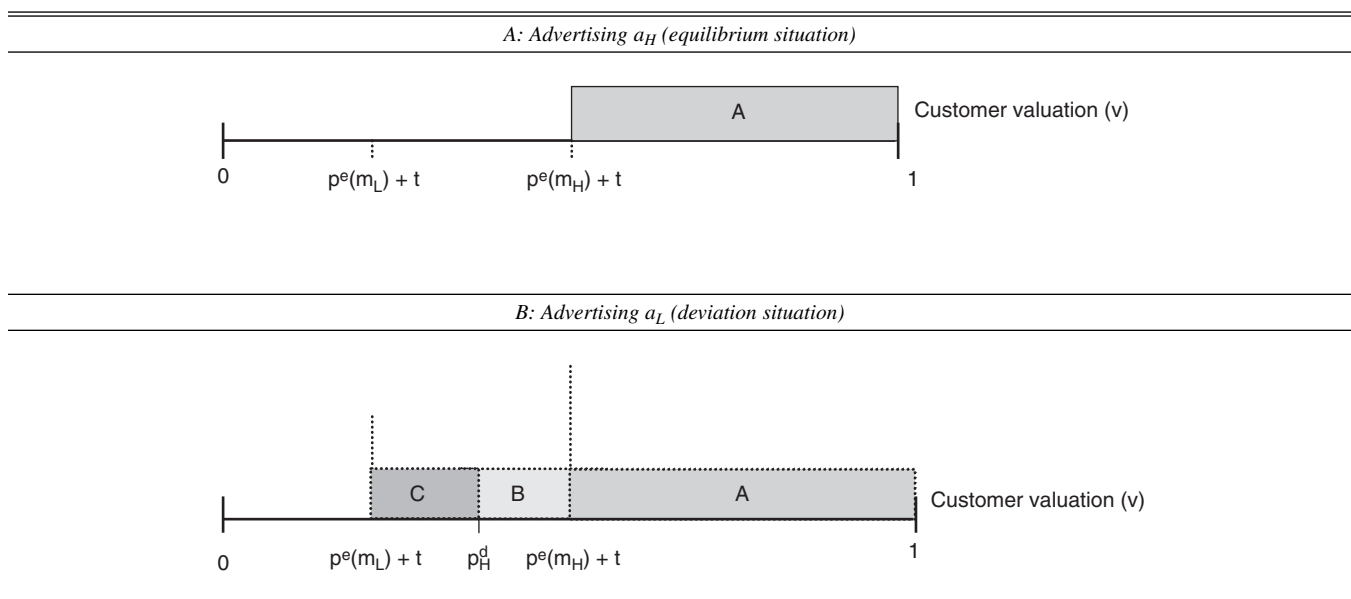 A: Advertising a_H (equilibrium situation)
A
Customer valuation (v)
0 p^e(m_L) + t p^e(m_H) + t 1
B: Advertising a_L (deviation situation)
C B A
Customer valuation (v)
0 p^e(m_L) + t p_H^d p^e(m_H) + t 1